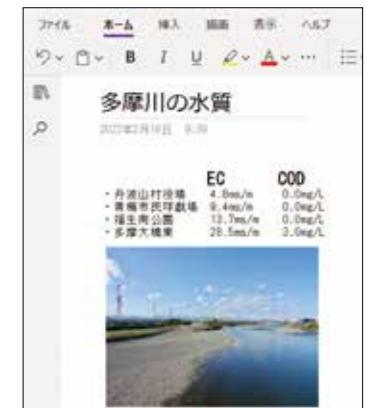 ファイル ホーム 挿入 描画 表示 ヘルプ
B I U A
多摩川の水質
EC COD
・丹波山村役場 4.8ms/m 0.0mg/L
・青梅市民球戯場 9.4ms/m 0.0mg/L
・福生南公園 13.7ms/m 0.0mg/L
・多摩大橋東 28.5ms/m 3.0mg/L